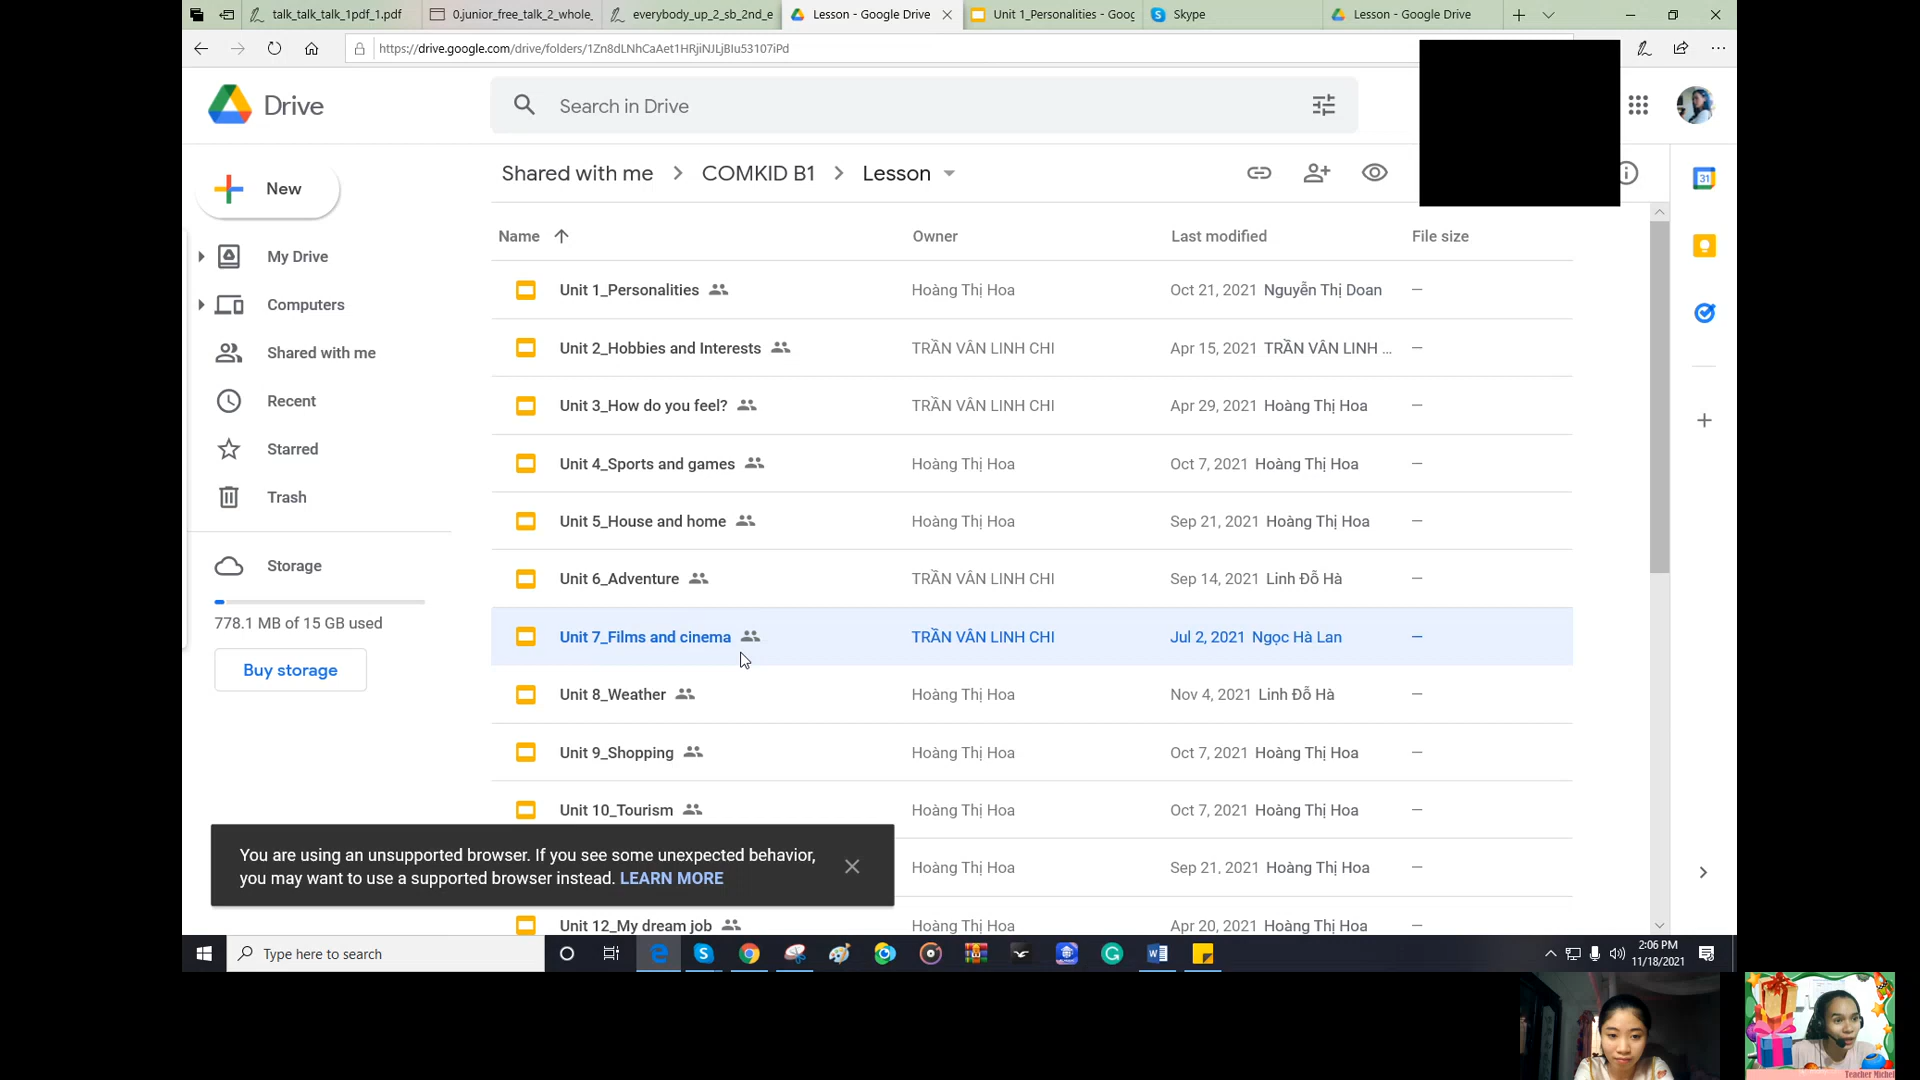 talk_talk_talk_1pdf_1.pdf
0.junior_free_talk_2_whole_
everybody_up_2_sb_2nd_e
Lesson - Google Drive
Unit 1_Personalities - Goog
Skype
Lesson - Google Drive
https://drive.google.com/drive/folders/1Zn8dLNhCaAet1HRjiNJLjBIu53107iPd
Drive
Search in Drive
New
Shared with me > COMKID B1 > Lesson
Name Owner Last modified File size
My Drive
Computers
Shared with me
Recent
Starred
Trash
Storage
778.1 MB of 15 GB used
Buy storage
Unit 1_Personalities Hoàng Thị Hoa Oct 21, 2021 Nguyễn Thị Doan —
Unit 2_Hobbies and Interests TRẦN VÂN LINH CHI Apr 15, 2021 TRẦN VÂN LINH ... —
Unit 3_How do you feel? TRẦN VÂN LINH CHI Apr 29, 2021 Hoàng Thị Hoa —
Unit 4_Sports and games Hoàng Thị Hoa Oct 7, 2021 Hoàng Thị Hoa —
Unit 5_House and home Hoàng Thị Hoa Sep 21, 2021 Hoàng Thị Hoa —
Unit 6_Adventure TRẦN VÂN LINH CHI Sep 14, 2021 Linh Đỗ Hà —
Unit 7_Films and cinema TRẦN VÂN LINH CHI Jul 2, 2021 Ngọc Hà Lan —
Unit 8_Weather Hoàng Thị Hoa Nov 4, 2021 Linh Đỗ Hà —
Unit 9_Shopping Hoàng Thị Hoa Oct 7, 2021 Hoàng Thị Hoa —
Unit 10_Tourism Hoàng Thị Hoa Oct 7, 2021 Hoàng Thị Hoa —
Hoàng Thị Hoa Sep 21, 2021 Hoàng Thị Hoa —
Unit 12_My dream job Hoàng Thị Hoa Apr 20, 2021 Hoàng Thị Hoa —
You are using an unsupported browser. If you see some unexpected behavior,
you may want to use a supported browser instead. LEARN MORE
31
Type here to search
2:06 PM
11/18/2021
Teacher Michel